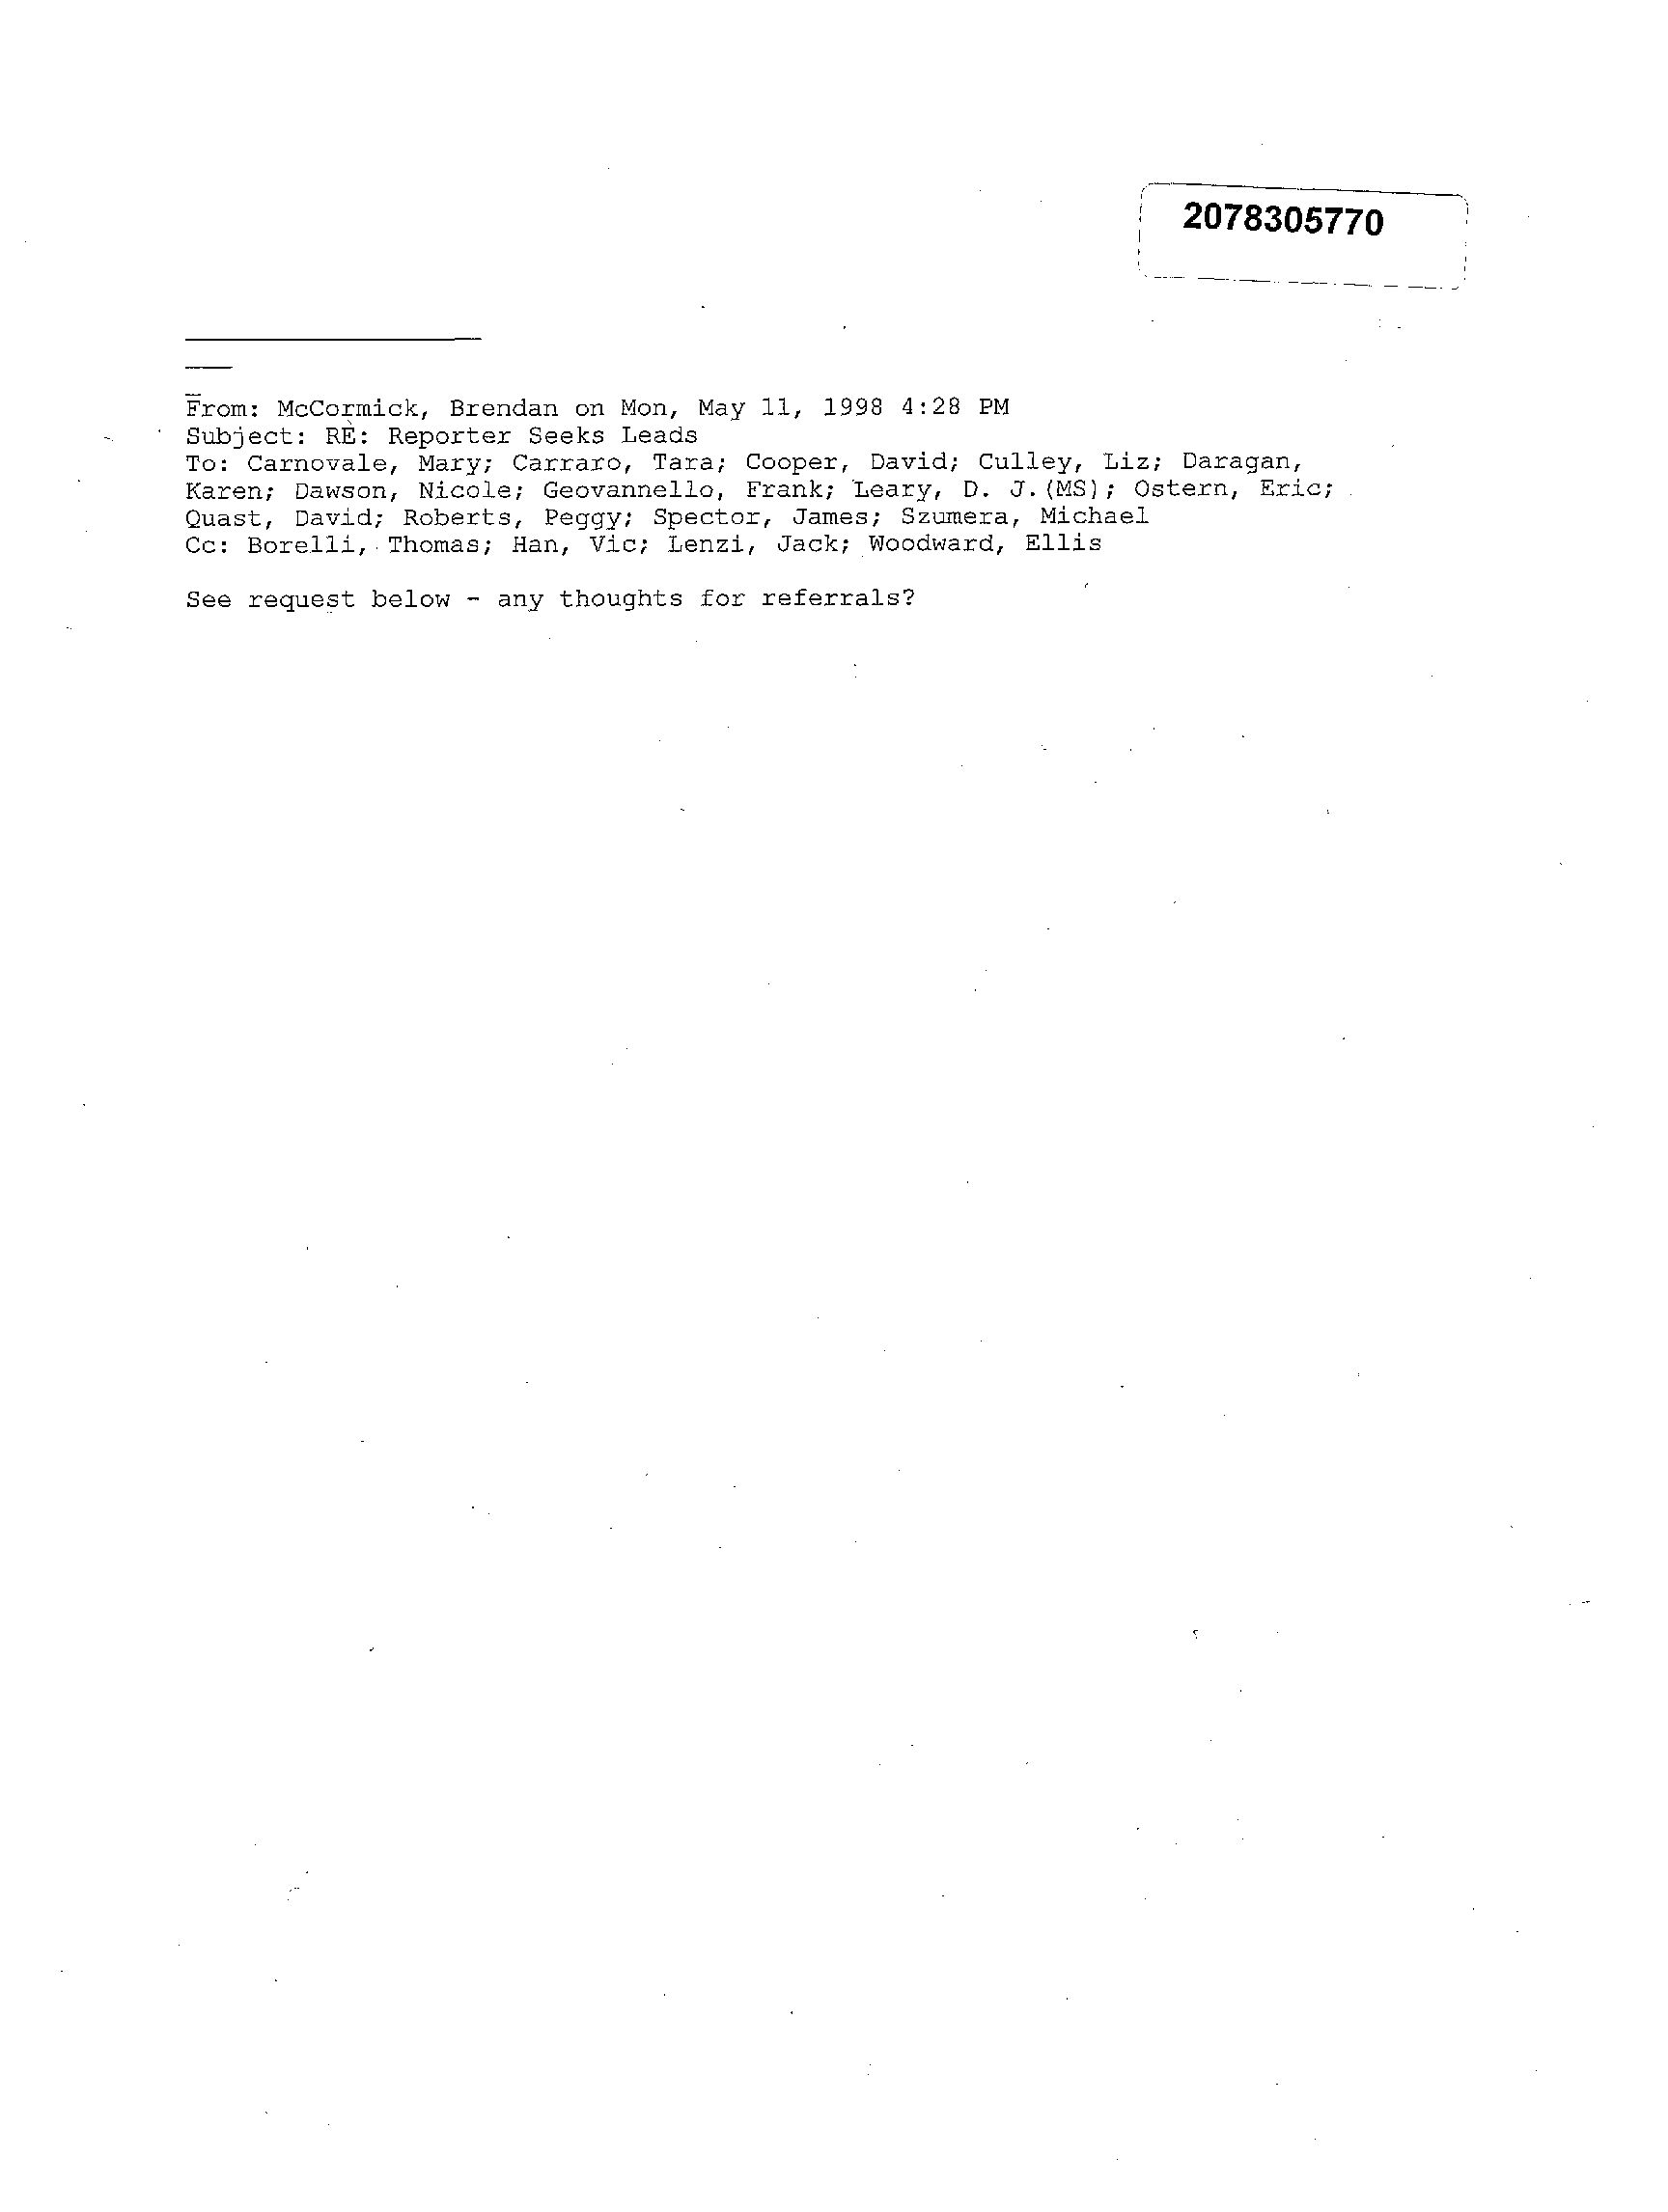 2078305770
From: McCormick, Brendan on Mon, May 11, 1998 4:28 PM
Subject: RE: Reporter Seeks Leads
To: Carnovale, Mary; Carraro, Tara; Cooper, David; Culley, Liz; Daragan,
Karen; Dawson, Nicole; Geovannello, Frank; Leary, D. J.(MS); Ostern, Eric;
Quast, David; Roberts, Peggy; Spector, James; Szumera, Michael
Cc: Borelli, Thomas; Han, Vic; Lenzi, Jack; Woodward, Ellis
See request below - any thoughts for referrals?